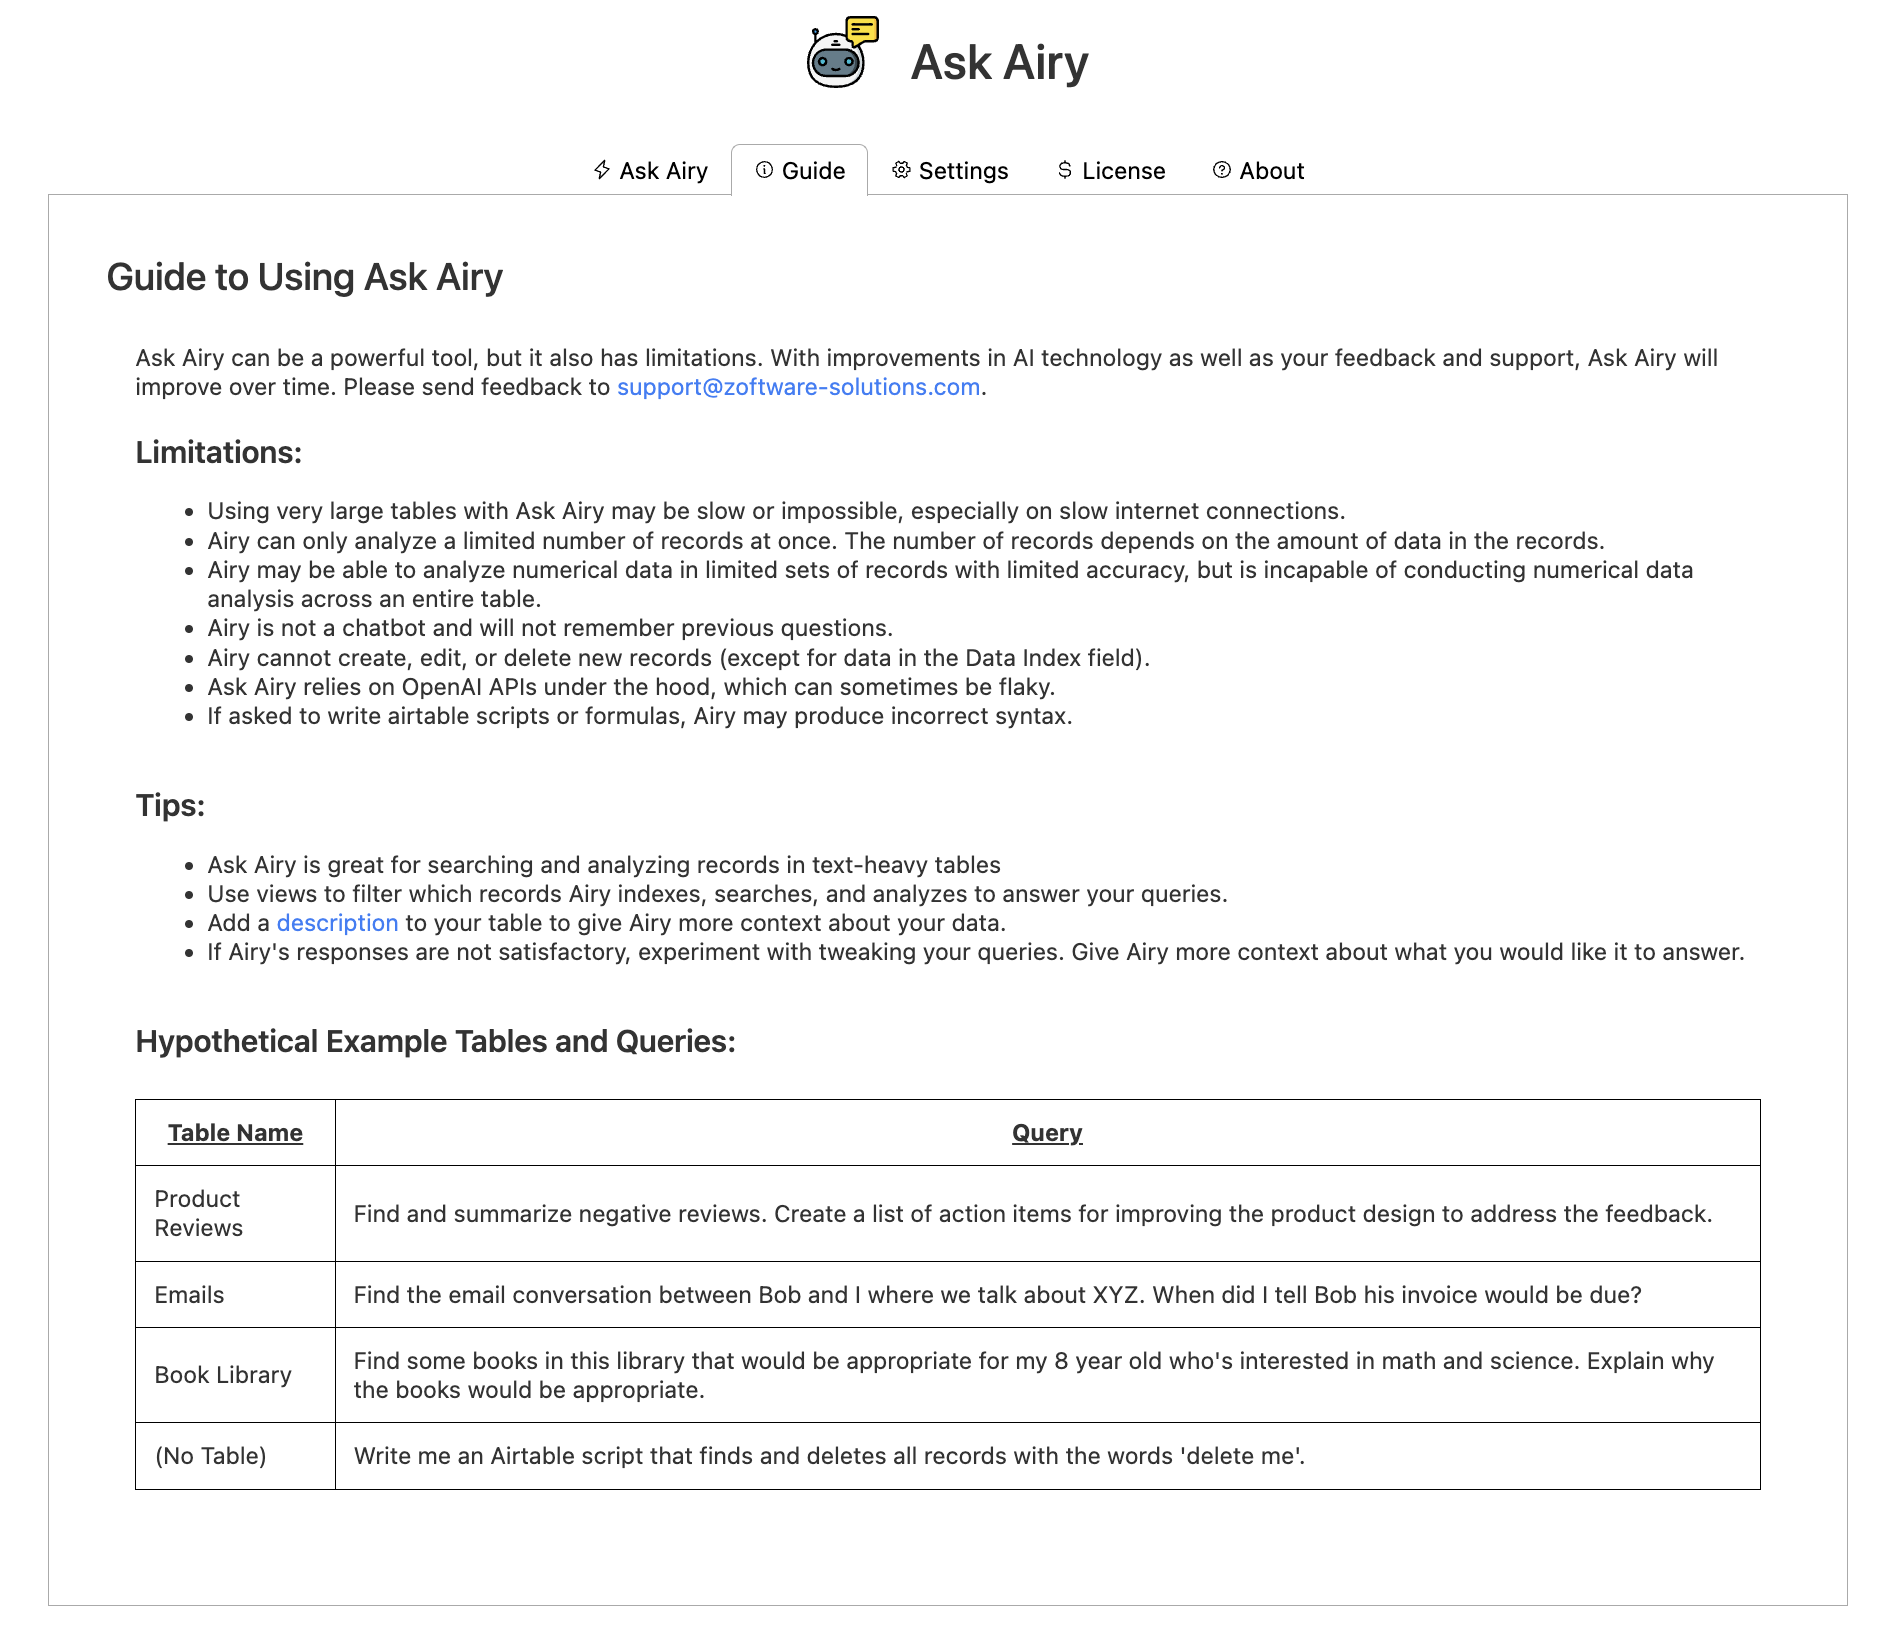 Ask Airy
Ask Airy
Guide
Settings
License
About
Guide to Using Ask Airy
Ask Airy can be a powerful tool, but it also has limitations. With improvements in AI technology as well as your feedback and support, Ask Airy will
improve over time. Please send feedback to support@zoftware-solutions.com.
Limitations:
• Using very large tables with Ask Airy may be slow or impossible, especially on slow internet connections.
• Airy can only analyze a limited number of records at once. The number of records depends on the amount of data in the records.
• Airy may be able to analyze numerical data in limited sets of records with limited accuracy, but is incapable of conducting numerical data
analysis across an entire table.
• Airy is not a chatbot and will not remember previous questions.
• Airy cannot create, edit, or delete new records (except for data in the Data Index field).
• Ask Airy relies on OpenAI APIs under the hood, which can sometimes be flaky.
• If asked to write airtable scripts or formulas, Airy may produce incorrect syntax.
Tips:
• Ask Airy is great for searching and analyzing records in text-heavy tables
• Use views to filter which records Airy indexes, searches, and analyzes to answer your queries.
• Add a description to your table to give Airy more context about your data.
• If Airy's responses are not satisfactory, experiment with tweaking your queries. Give Airy more context about what you would like it to answer.
Hypothetical Example Tables and Queries:
Table Name
Query
Product
Reviews
Find and summarize negative reviews. Create a list of action items for improving the product design to address the feedback.
Emails
Find the email conversation between Bob and I where we talk about XYZ. When did I tell Bob his invoice would be due?
Book Library
Find some books in this library that would be appropriate for my 8 year old who's interested in math and science. Explain why
the books would be appropriate.
(No Table)
Write me an Airtable script that finds and deletes all records with the words 'delete me'.